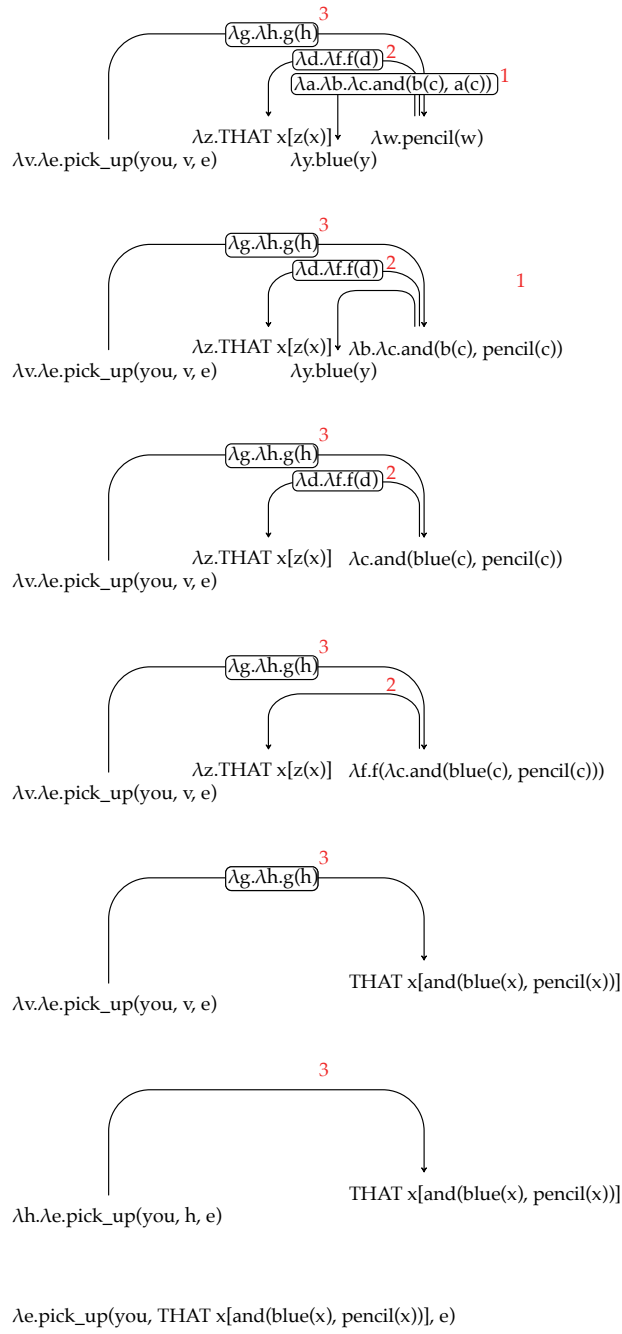 3
λg.λh.g(h)
λd.λf.f(d) 2
λa.λb.λc.and(b(c), a(c)) 1
λz.THAT x[z(x)] λw.pencil(w)
λv.λe.pick_up(you, v, e) λy.blue(y)
3
λg.λh.g(h)
λd.λf.f(d) 2
1
λz.THAT x[z(x)] λb.λc.and(b(c), pencil(c))
λv.λe.pick_up(you, v, e) λy.blue(y)
3
λg.λh.g(h)
λd.λf.f(d) 2
λz.THAT x[z(x)] λc.and(blue(c), pencil(c))
λv.λe.pick_up(you, v, e)
3
λg.λh.g(h)
2
λz.THAT x[z(x)] λf.f(λc.and(blue(c), pencil(c)))
λv.λe.pick_up(you, v, e)
3
λg.λh.g(h)
THAT x[and(blue(x), pencil(x))]
λv.λe.pick_up(you, v, e)
3
THAT x[and(blue(x), pencil(x))]
λh.λe.pick_up(you, h, e)
λe.pick_up(you, THAT x[and(blue(x), pencil(x))], e)